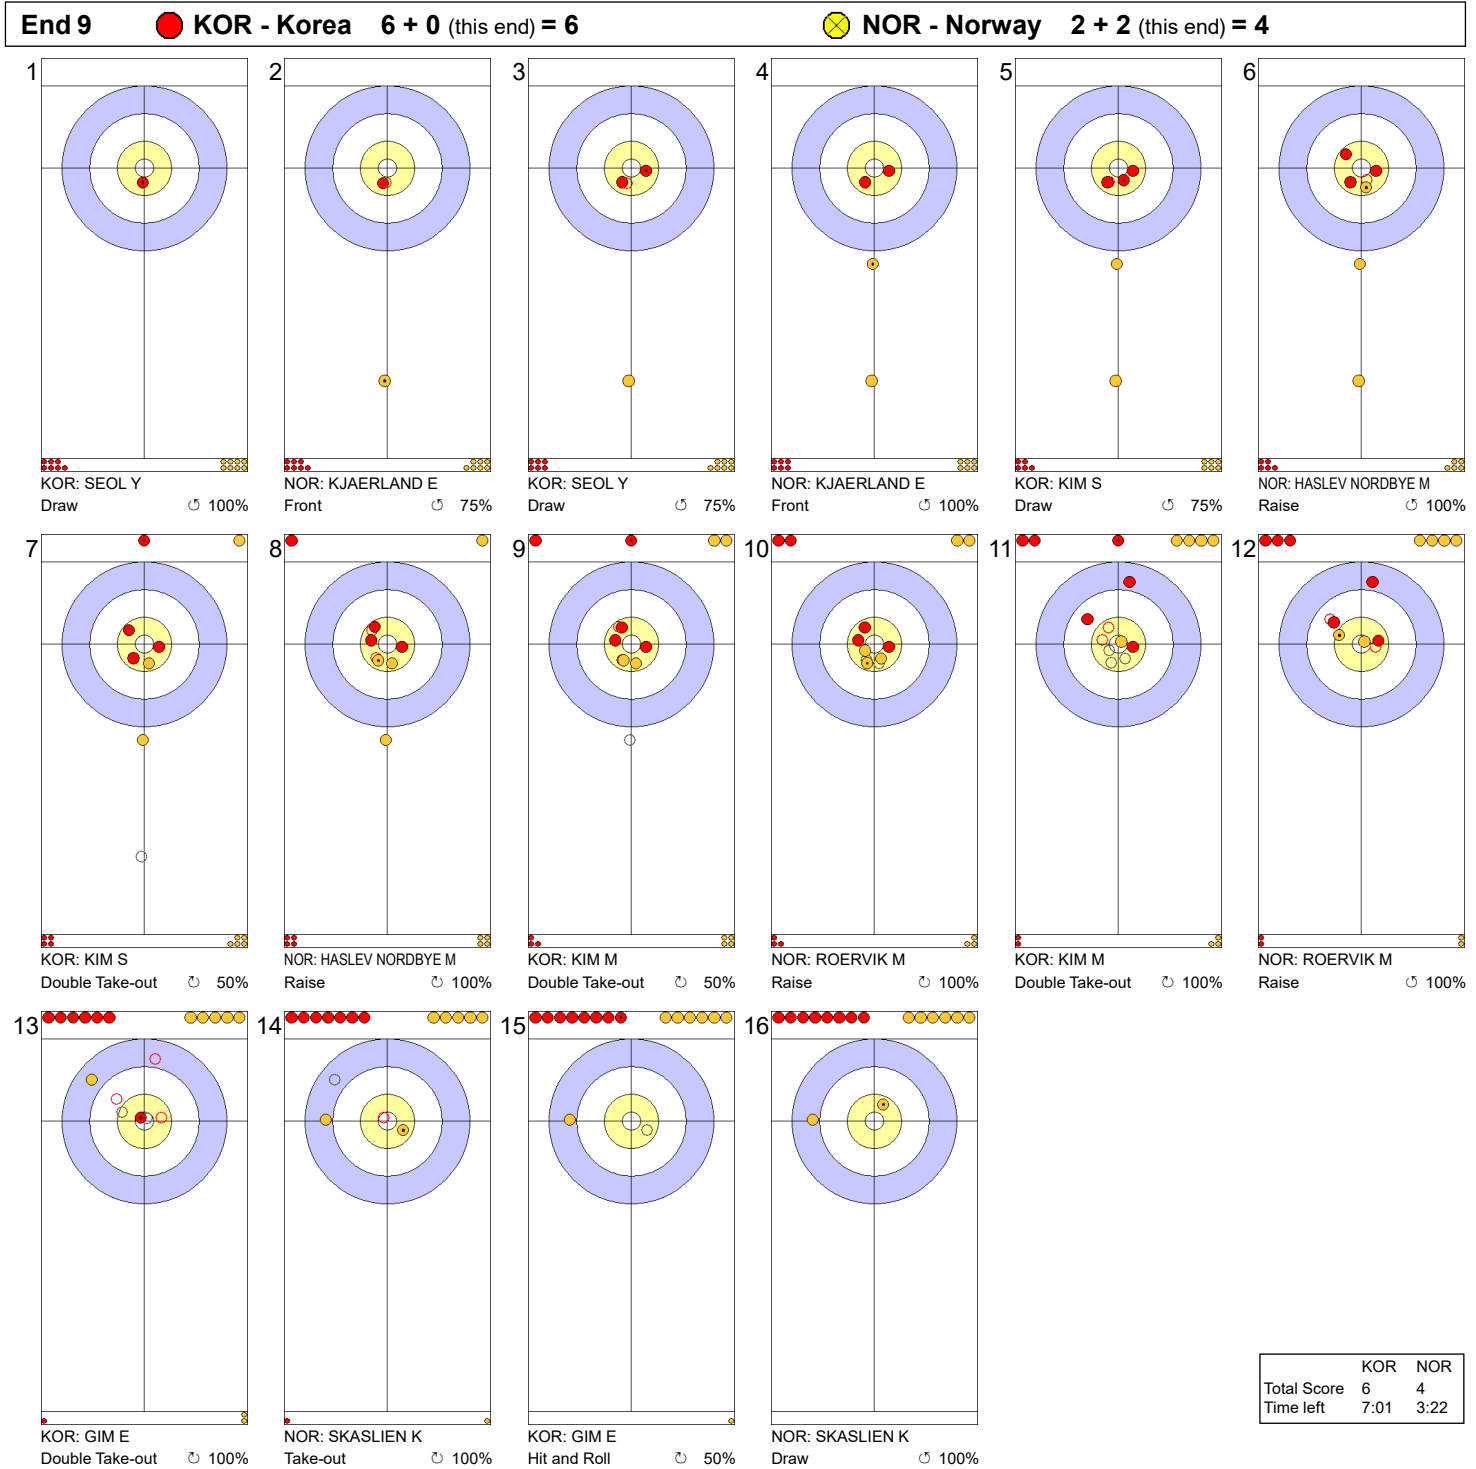 End 9 KOR - Korea 6 + 0 (this end) = 6 NOR - Norway 2 + 2 (this end) = 4
1 2 3 4 5 6
KOR: SEOL Y NOR: KJAERLAND E KOR: SEOL Y NOR: KJAERLAND E KOR: KIM S NOR: HASLEV NORDBYE M
Draw ↺ 100% Front ↺ 75% Draw ↺ 75% Front ↺ 100% Draw ↺ 75% Raise ↺ 100%
7 8 9 10 11 12
KOR: KIM S NOR: HASLEV NORDBYE M KOR: KIM M NOR: ROERVIK M KOR: KIM M NOR: ROERVIK M
Double Take-out ↻ 50% Raise ↻ 100% Double Take-out ↻ 50% Raise ↻ 100% Double Take-out ↻ 100% Raise ↻ 100%
13 14 15 16
KOR: GIM E NOR: SKASLIEN K KOR: GIM E NOR: SKASLIEN K
Double Take-out ↻ 100% Take-out ↻ 100% Hit and Roll ↻ 50% Draw ↻ 100%
KOR NOR
Total Score 6 4
Time left 7:01 3:22